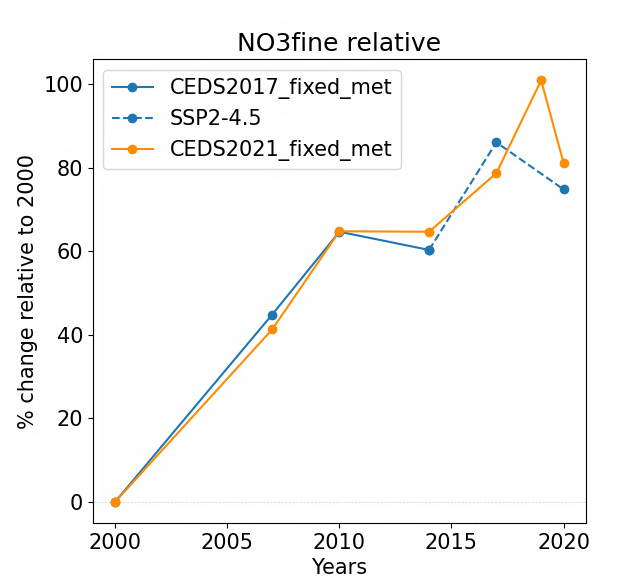 NO3fine relative
CEDS2017_fixed_met
SSP2-4.5
CEDS2021_fixed_met
% change relative to 2000
100
80
60
40
20
0
2000 2005 2010 2015 2020
Years